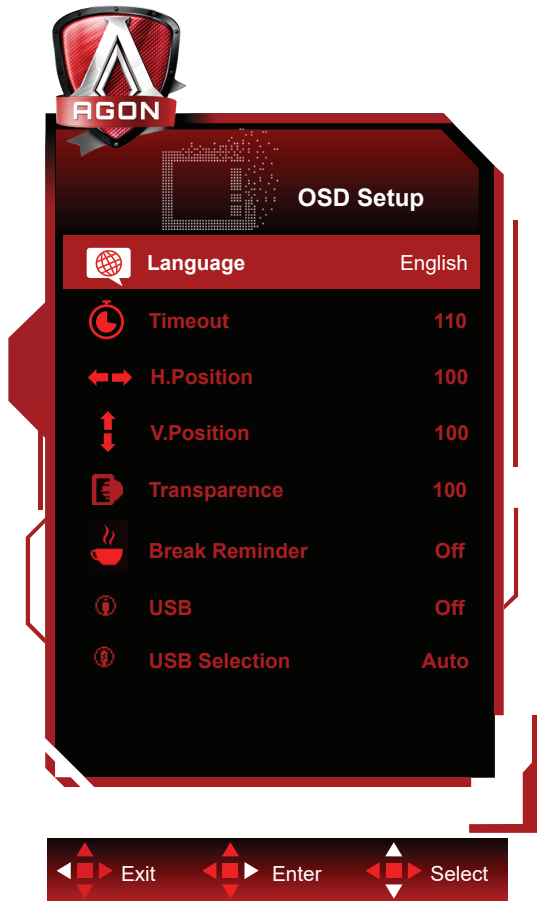 AGON
OSD Setup
Language English
Timeout 110
H.Position 100
V.Position 100
Transparence 100
Break Reminder Off
USB Off
USB Selection Auto
Exit Enter Select